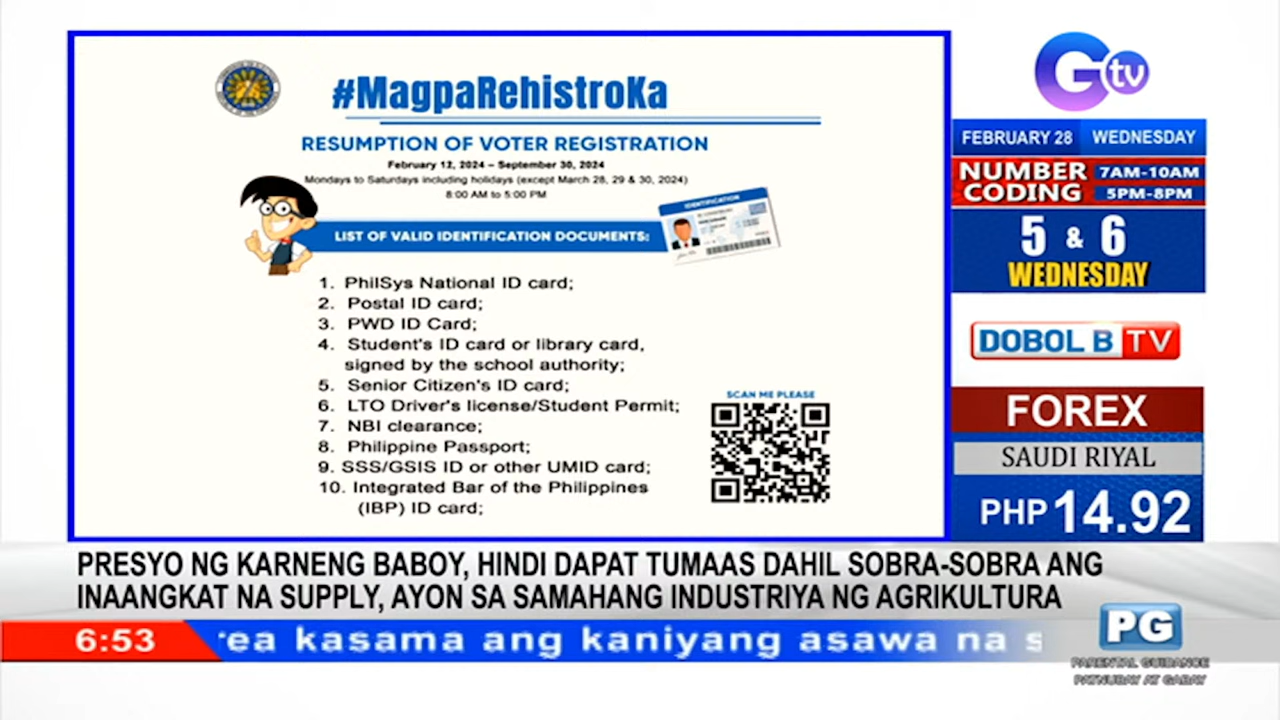 #MagpaRehistroKa
RESUMPTION OF VOTER REGISTRATION
February 12, 2024 – September 30, 2024
Mondays to Saturdays including holidays (except March 28, 29 & 30, 2024)
8:00 AM to 5:00 PM
LIST OF VALID IDENTIFICATION DOCUMENTS:
IDENTIFICATION
1. PhilSys National ID card;
2. Postal ID card;
3. PWD ID Card;
4. Student's ID card or library card,
signed by the school authority;
5. Senior Citizen's ID card;
6. LTO Driver's license/Student Permit;
7. NBI clearance;
8. Philippine Passport;
9. SSS/GSIS ID or other UMID card;
10. Integrated Bar of the Philippines
(IBP) ID card;
SCAN ME PLEASE
Gtv
FEBRUARY 28 WEDNESDAY
NUMBER CODING
7AM-10AM
5PM-8PM
5 & 6
WEDNESDAY
DOBOL B TV
FOREX
SAUDI RIYAL
PHP 14.92
PRESYO NG KARNENG BABOY, HINDI DAPAT TUMAAS DAHIL SOBRA-SOBRA ANG
INAANGKAT NA SUPPLY, AYON SA SAMAHANG INDUSTRIYA NG AGRIKULTURA
6:53 rea kasama ang kaniyang asawa na s
PG
PARENTAL GUIDANCE
PATNUBAY AT GABAY